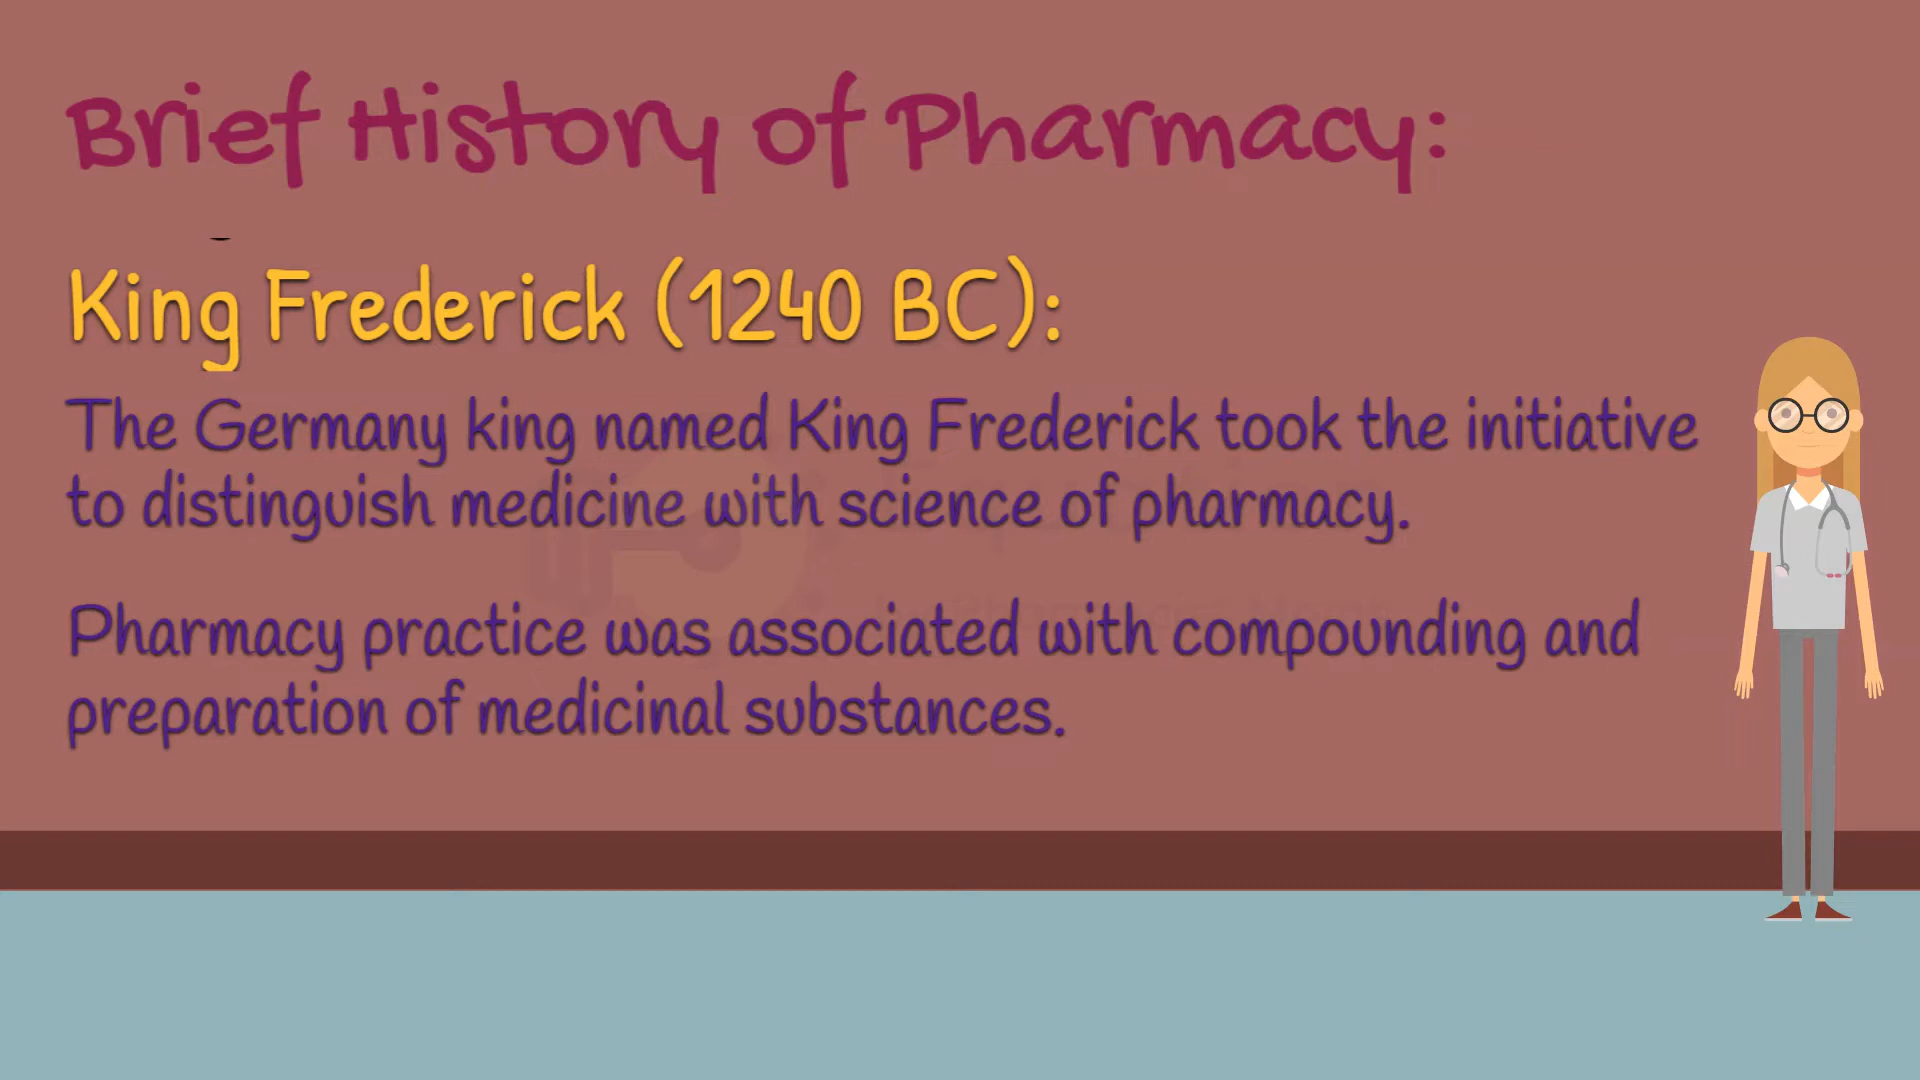 Brief History of Pharmacy:
King Frederick (1240 BC):
The Germany king named King Frederick took the initiative
to distinguish medicine with science of pharmacy.
Pharmacy practice was associated with compounding and
preparation of medicinal substances.